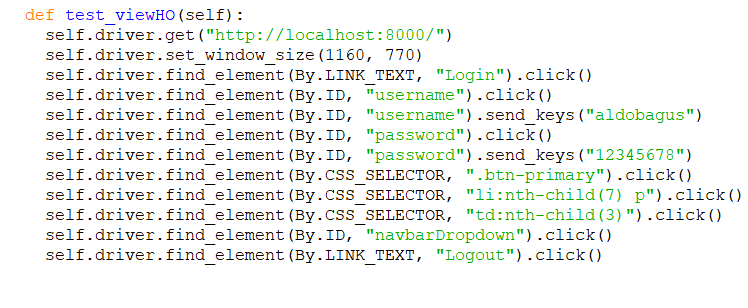 def test_viewHO(self):
self.driver.get("http://localhost:8000/")
self.driver.set_window_size(1160, 770)
self.driver.find_element(By.LINK_TEXT, "Login").click()
self.driver.find_element(By.ID, "username").click()
self.driver.find_element(By.ID, "username").send_keys("aldobagus")
self.driver.find_element(By.ID, "password").click()
self.driver.find_element(By.ID, "password").send_keys("12345678")
self.driver.find_element(By.CSS_SELECTOR, ".btn-primary").click()
self.driver.find_element(By.CSS_SELECTOR, "li:nth-child(7) p").click()
self.driver.find_element(By.CSS_SELECTOR, "td:nth-child(3)").click()
self.driver.find_element(By.ID, "navbarDropdown").click()
self.driver.find_element(By.LINK_TEXT, "Logout").click()